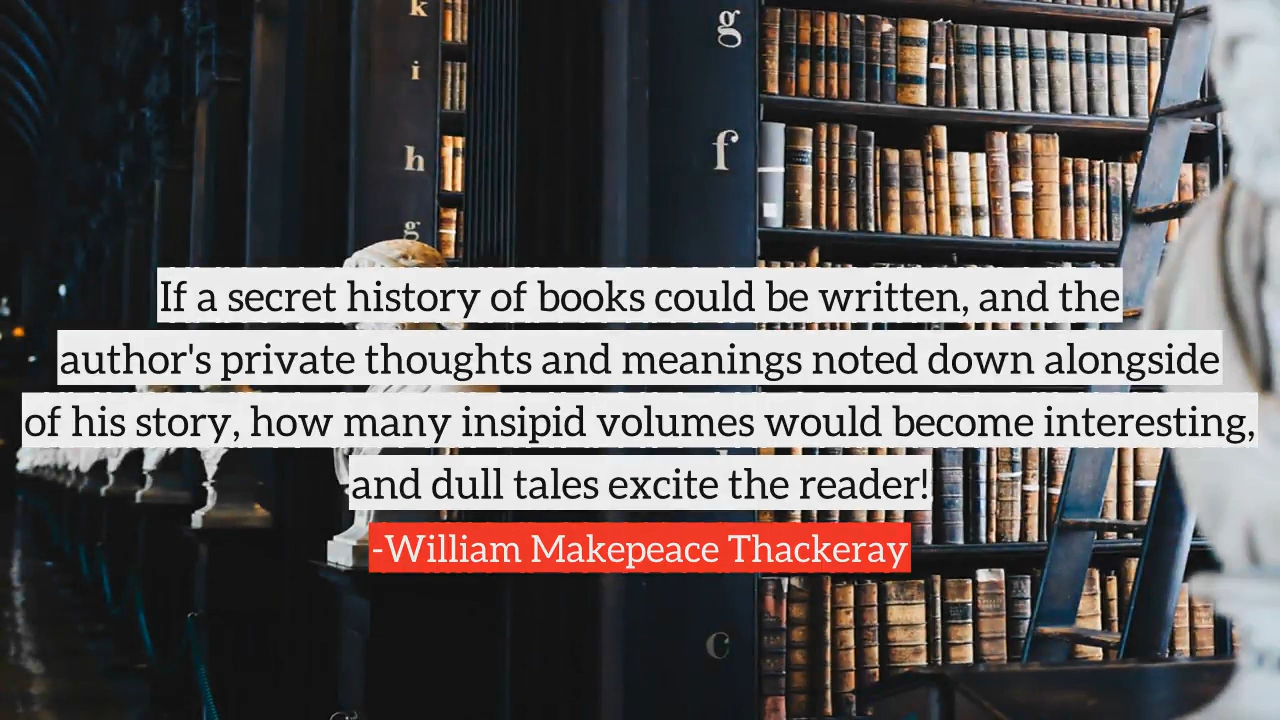 k
i
h
g
g
f
c
If a secret history of books could be written, and the
author's private thoughts and meanings noted down alongside
of his story, how many insipid volumes would become interesting,
and dull tales excite the reader!
-William Makepeace Thackeray